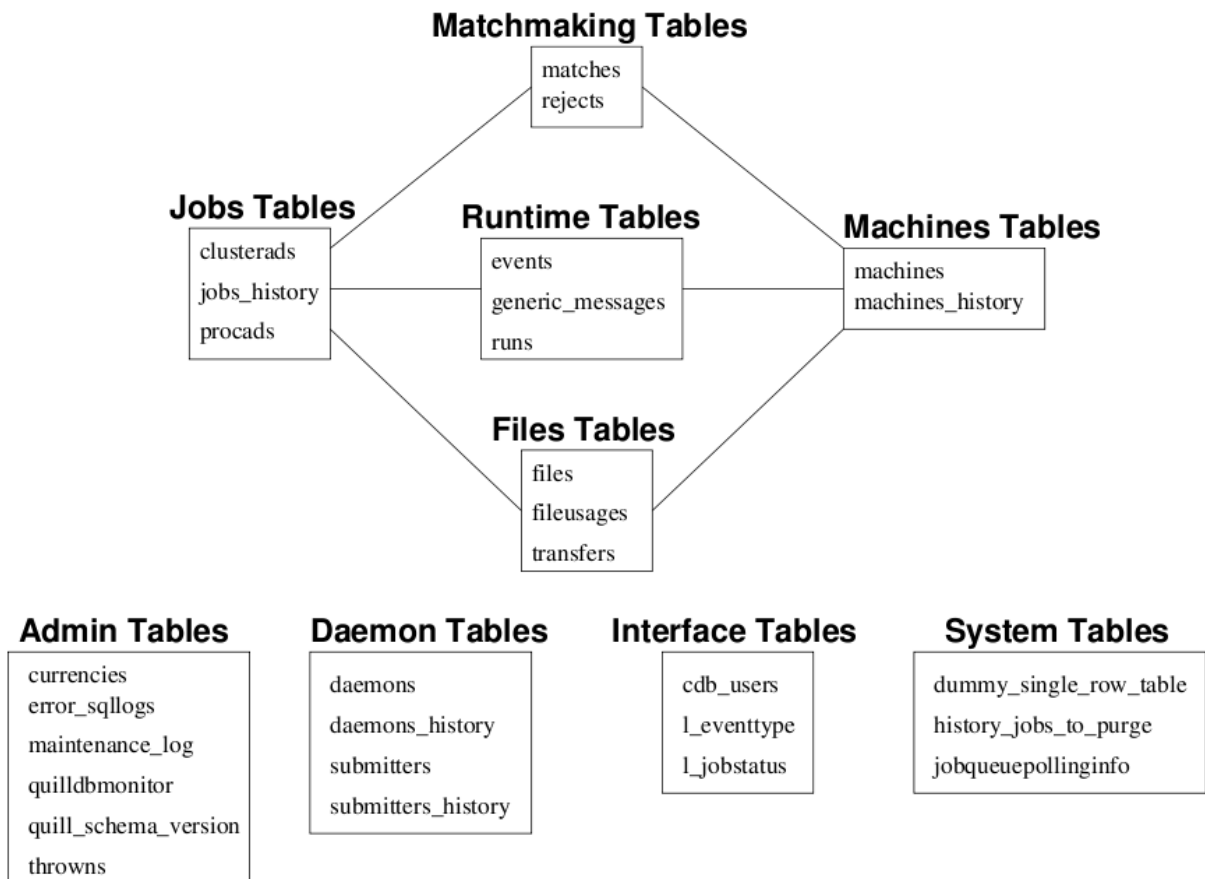 Matchmaking Tables
matches
rejects
Jobs Tables
clusterads
jobs_history
procads
Runtime Tables
events
generic_messages
runs
Machines Tables
machines
machines_history
Files Tables
files
fileusages
transfers
Admin Tables
currencies
error_sqllogs
maintenance_log
quilldbmonitor
quill_schema_version
throwns
Daemon Tables
daemons
daemons_history
submitters
submitters_history
Interface Tables
cdb_users
l_eventtype
l_jobstatus
System Tables
dummy_single_row_table
history_jobs_to_purge
jobqueuepollinginfo